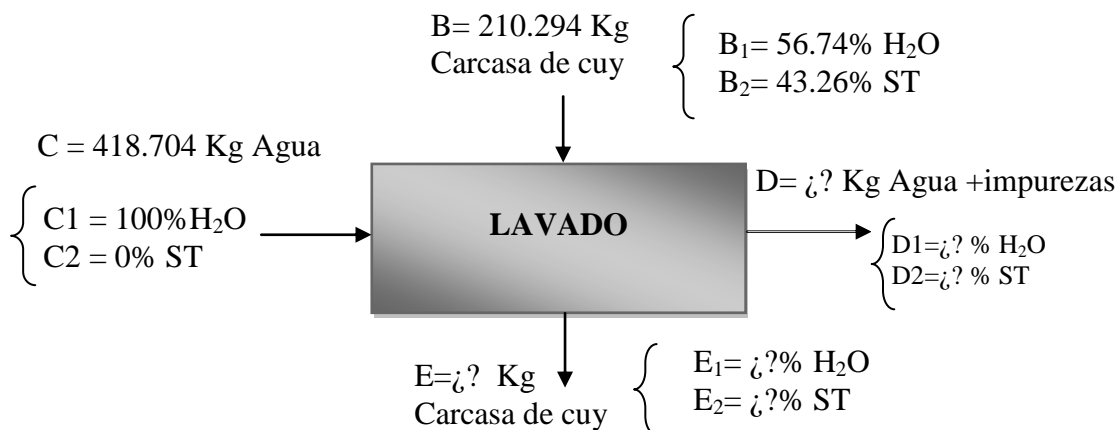 B= 210.294 Kg
Carcasa de cuy
B₁= 56.74% H₂O
B₂= 43.26% ST
C = 418.704 Kg Agua
C1 = 100%H₂O
C2 = 0% ST
LAVADO
D= ¿? Kg Agua +impurezas
D1=¿? % H₂O
D2=¿? % ST
E=¿? Kg
Carcasa de cuy
E₁= ¿?% H₂O
E₂= ¿?% ST